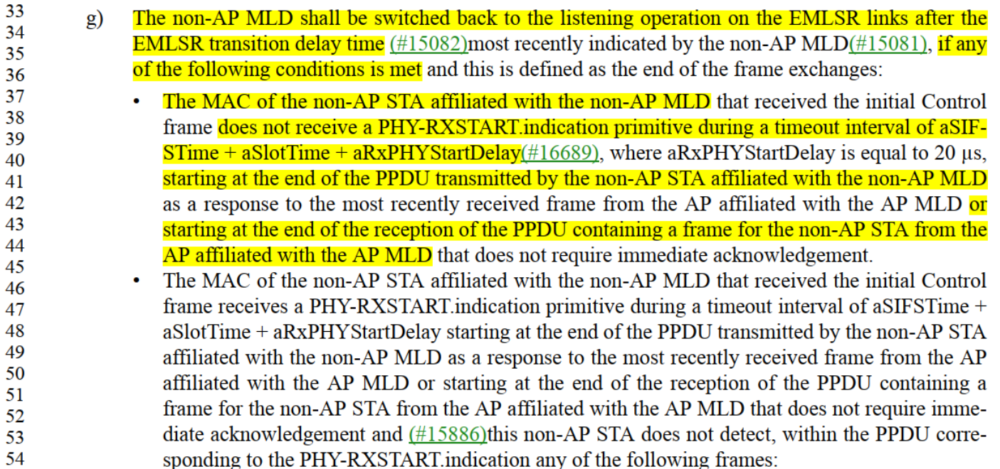 33
34
35
36
37
38
39
40
41
42
43
44
45
46
47
48
49
50
51
52
53
54
g) The non-AP MLD shall be switched back to the listening operation on the EMLSR links after the
EMLSR transition delay time (#15082)most recently indicated by the non-AP MLD(#15081), if any
of the following conditions is met and this is defined as the end of the frame exchanges:
• The MAC of the non-AP STA affiliated with the non-AP MLD that received the initial Control
frame does not receive a PHY-RXSTART.indication primitive during a timeout interval of aSIF-
STime + aSlotTime + aRxPHYStartDelay(#16689), where aRxPHYStartDelay is equal to 20 µs,
starting at the end of the PPDU transmitted by the non-AP STA affiliated with the non-AP MLD
as a response to the most recently received frame from the AP affiliated with the AP MLD or
starting at the end of the reception of the PPDU containing a frame for the non-AP STA from the
AP affiliated with the AP MLD that does not require immediate acknowledgement.
• The MAC of the non-AP STA affiliated with the non-AP MLD that received the initial Control
frame receives a PHY-RXSTART.indication primitive during a timeout interval of aSIFSTime +
aSlotTime + aRxPHYStartDelay starting at the end of the PPDU transmitted by the non-AP STA
affiliated with the non-AP MLD as a response to the most recently received frame from the AP
affiliated with the AP MLD or starting at the end of the reception of the PPDU containing a
frame for the non-AP STA from the AP affiliated with the AP MLD that does not require imme-
diate acknowledgement and (#15886)this non-AP STA does not detect, within the PPDU corre-
sponding to the PHY-RXSTART.indication any of the following frames: